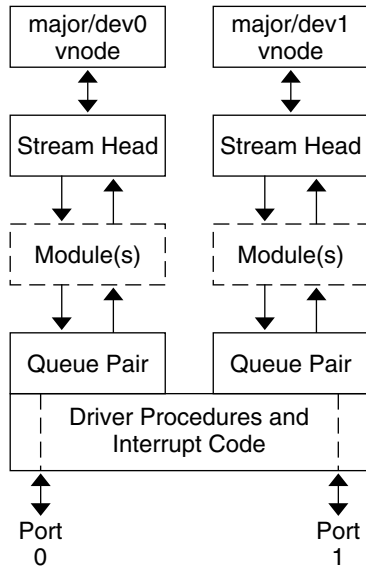 major/dev0
vnode
major/dev1
vnode
Stream Head
Stream Head
Module(s)
Module(s)
Queue Pair
Queue Pair
Driver Procedures and
Interrupt Code
Port
0
Port
1